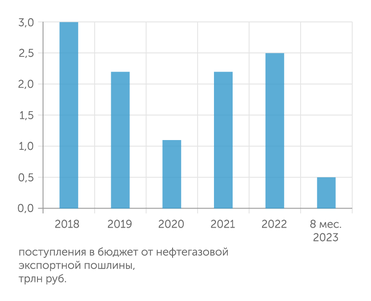 3,0
2,5
2,0
1,5
1,0
0,5
0,0
2018 2019 2020 2021 2022 8 мес.
2023
поступления в бюджет от нефтегазовой
экспортной пошлины,
трлн руб.